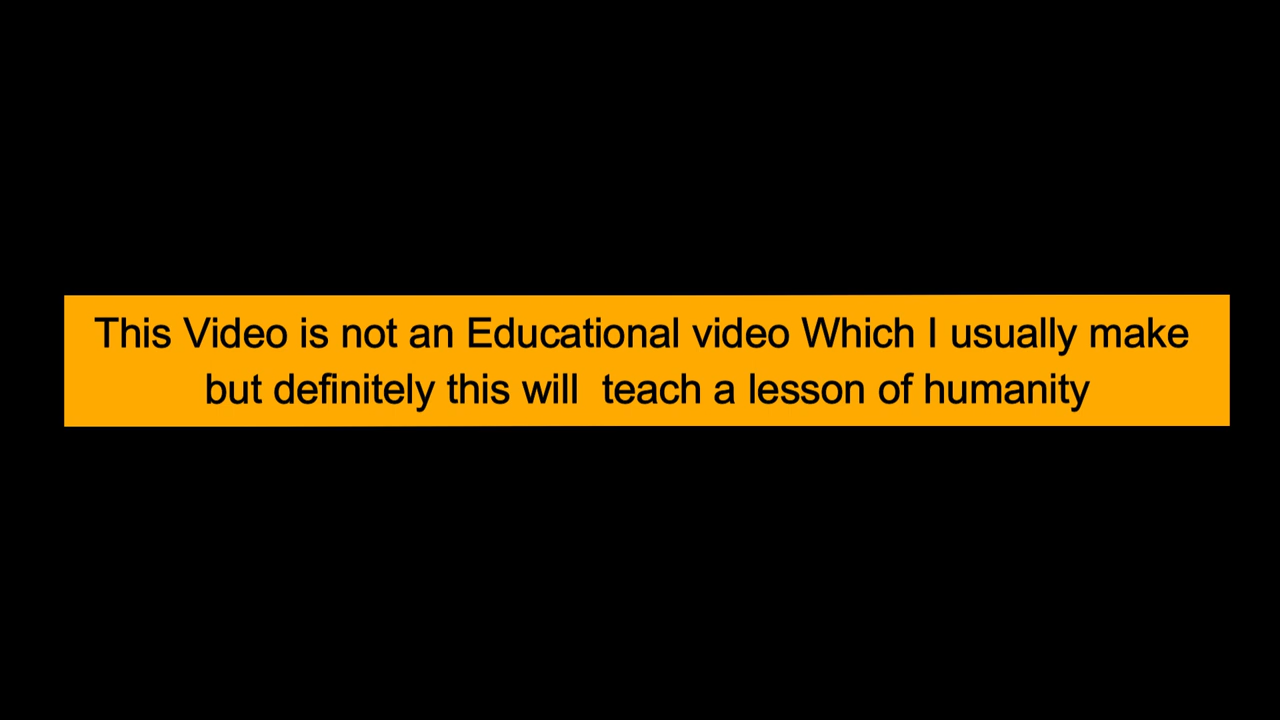 This Video is not an Educational video Which I usually make
but definitely this will  teach a lesson of humanity